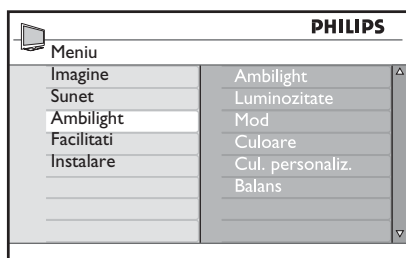 PHILIPS
Meniu
Imagine
Sunet
Ambilight
Facilitati
Instalare
Ambilight
Luminozitate
Mod
Culoare
Cul. personaliz.
Balans